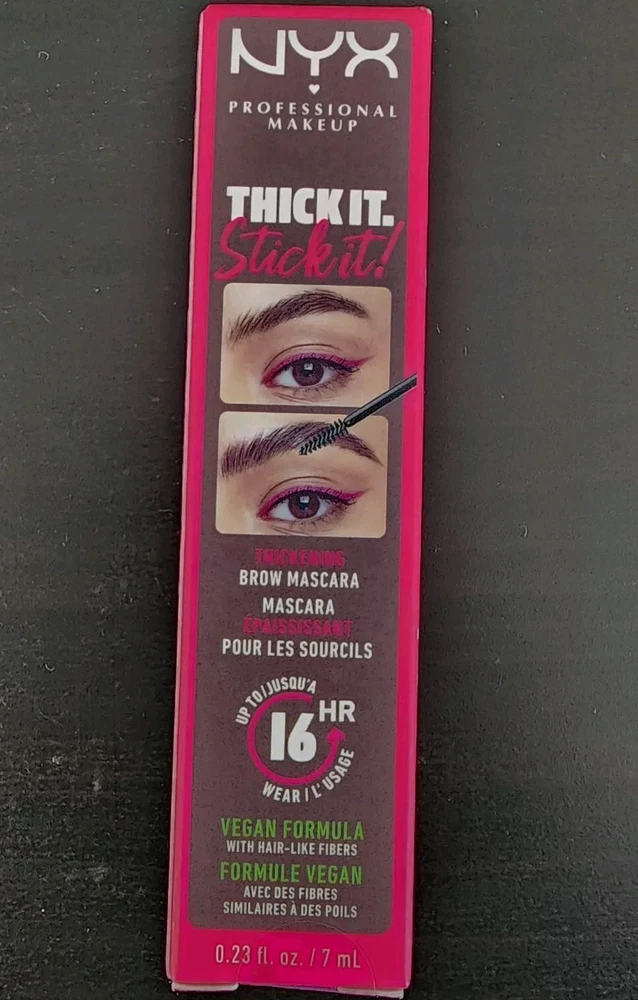 NYX
PROFESSIONAL
MAKEUP
THICK IT.
Stick it!
THICKENING
BROW MASCARA
MASCARA
ÉPAISSISSANT
POUR LES SOURCILS
UP TO/JUSQU'À
16 HR
WEAR / L'USAGE
VEGAN FORMULA
WITH HAIR-LIKE FIBERS
FORMULE VEGAN
AVEC DES FIBRES
SIMILAIRES À DES POILS
0.23 fl. oz. / 7 mL